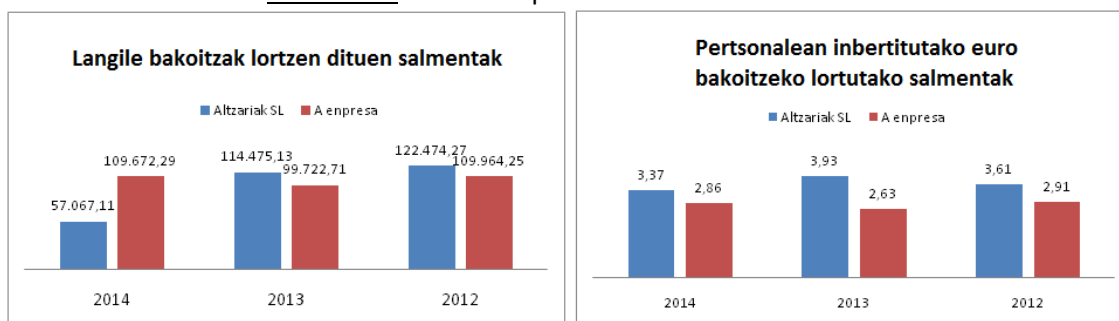 Langile bakoitzak lortzen dituen salmentak
Altzariak SL A enpresa
57.067,11 109.672,29 114.475,13 99.722,71 122.474,27 109.964,25
2014 2013 2012
Pertsonalean inbertitutako euro
bakoitzeko lortutako salmentak
Altzariak SL A enpresa
3,37 2,86 3,93 2,63 3,61 2,91
2014 2013 2012